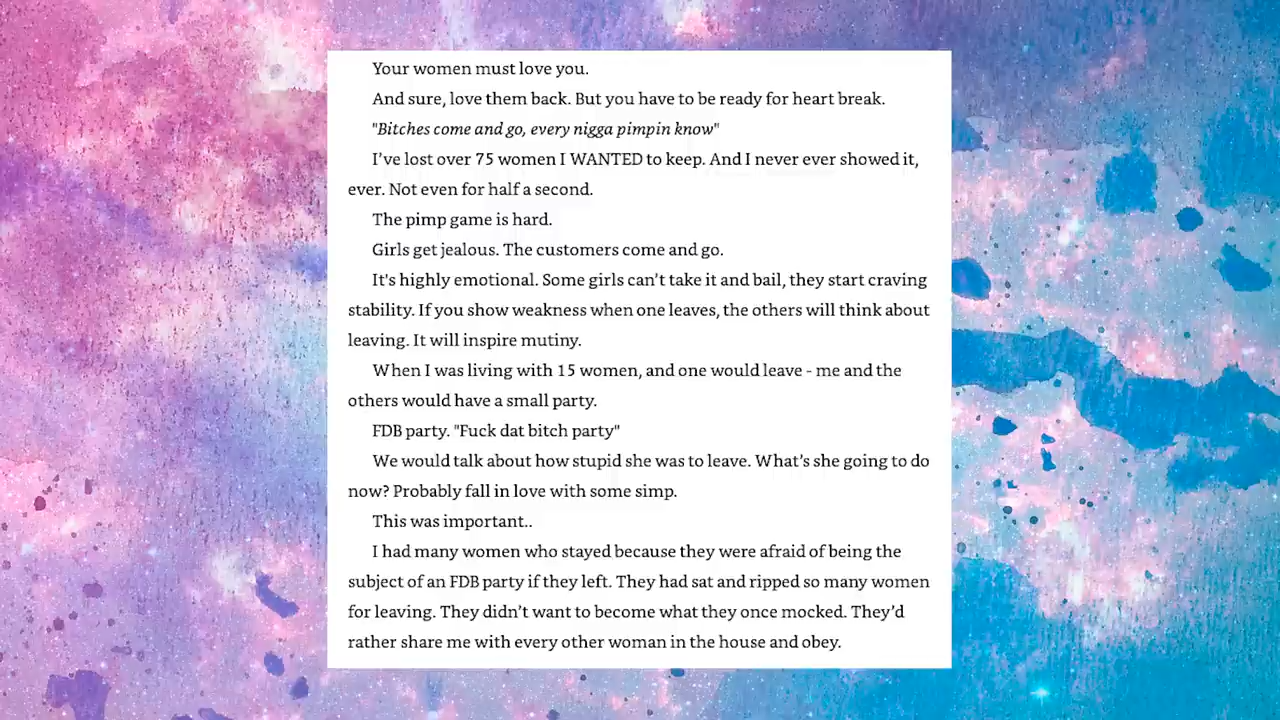 Your women must love you.
And sure, love them back. But you have to be ready for heart break.
"Bitches come and go, every nigga pimpin know"
I've lost over 75 women I WANTED to keep. And I never ever showed it,
ever. Not even for half a second.
The pimp game is hard.
Girls get jealous. The customers come and go.
It's highly emotional. Some girls can't take it and bail, they start craving
stability. If you show weakness when one leaves, the others will think about
leaving. It will inspire mutiny.
When I was living with 15 women, and one would leave - me and the
others would have a small party.
FDB party. "Fuck dat bitch party"
We would talk about how stupid she was to leave. What's she going to do
now? Probably fall in love with some simp.
This was important..
I had many women who stayed because they were afraid of being the
subject of an FDB party if they left. They had sat and ripped so many women
for leaving. They didn't want to become what they once mocked. They'd
rather share me with every other woman in the house and obey.